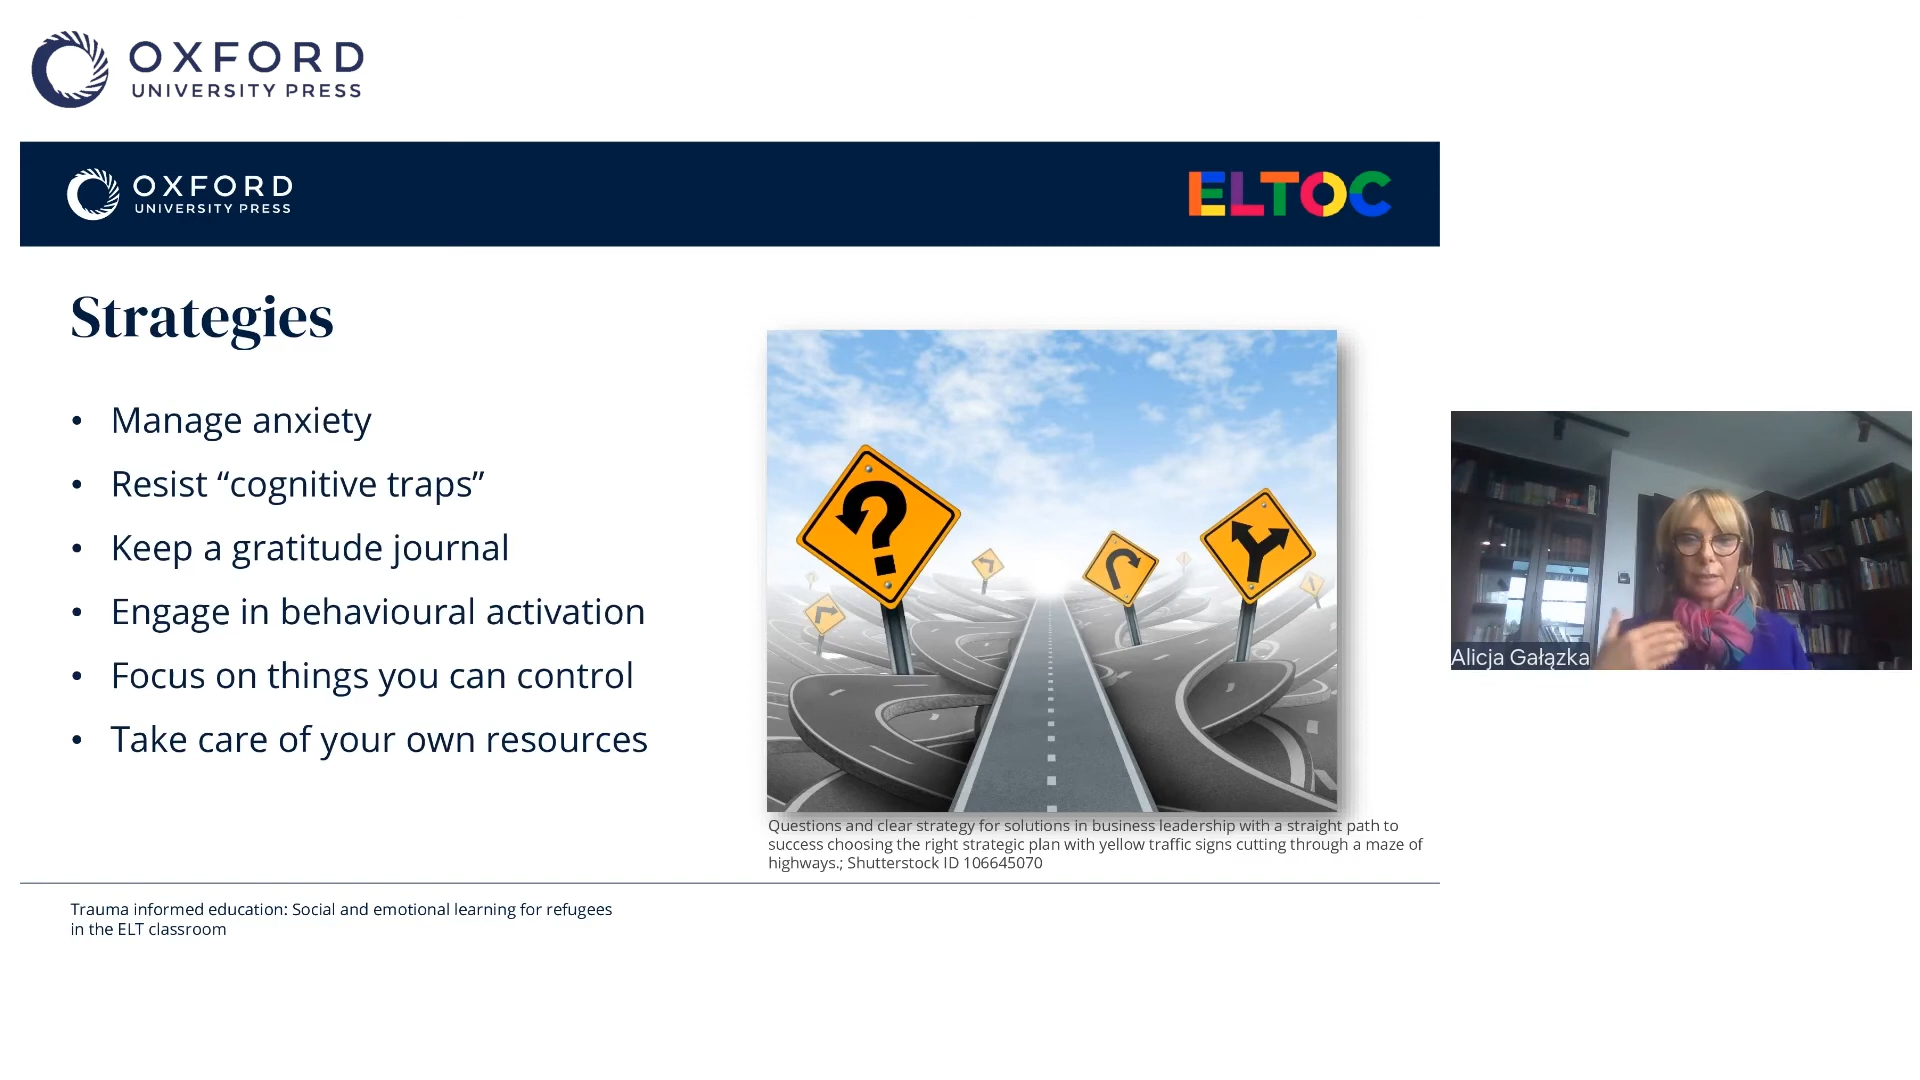 OXFORD
UNIVERSITY PRESS
OXFORD
UNIVERSITY PRESS
ELTOC
Strategies
• Manage anxiety
• Resist “cognitive traps”
• Keep a gratitude journal
• Engage in behavioural activation
• Focus on things you can control
• Take care of your own resources
?
Questions and clear strategy for solutions in business leadership with a straight path to
success choosing the right strategic plan with yellow traffic signs cutting through a maze of
highways.; Shutterstock ID 106645070
Alicja Gałązka
Trauma informed education: Social and emotional learning for refugees
in the ELT classroom